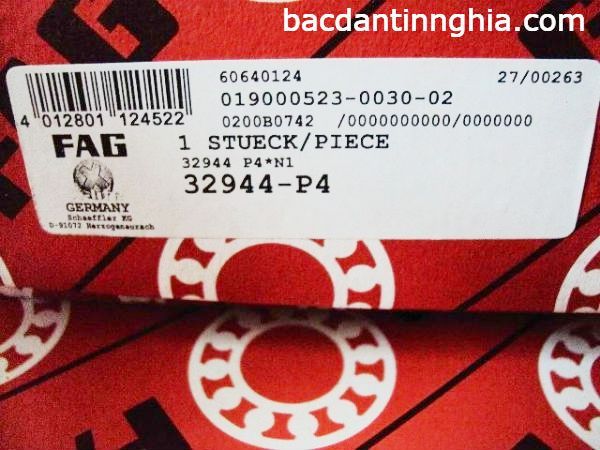 bacdantinnghia.com
60640124
27/00263
019000523-0030-02
4 012801 124522
0200B0742 /0000000000/0000000
FAG
1 STUECK/PIECE
32944 P4*N1
32944-P4
GERMANY
Schaeffler KG
D-91072 Herzogenaurach